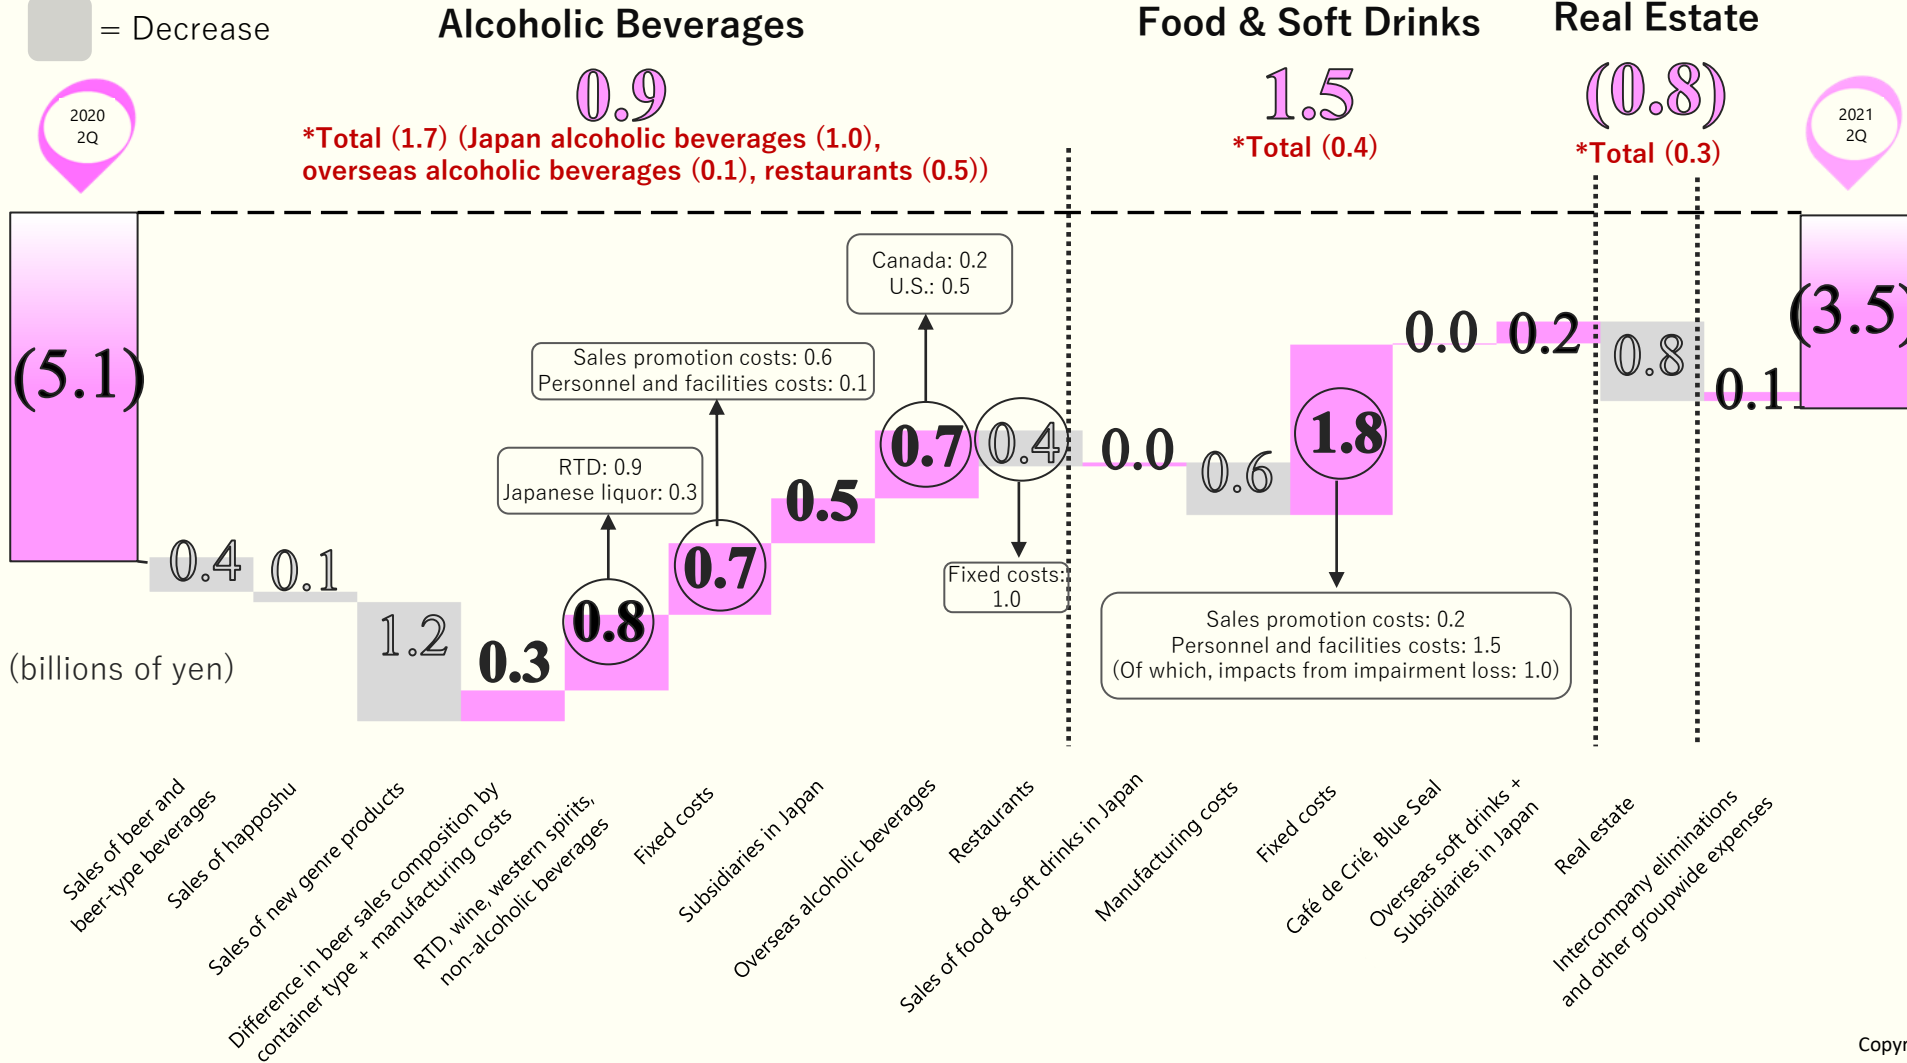 = Decrease
Alcoholic Beverages
Food & Soft Drinks
Real Estate
0.9
1.5
(0.8)
2020
2Q
2021
2Q
*Total (1.7) (Japan alcoholic beverages (1.0),
overseas alcoholic beverages (0.1), restaurants (0.5))
*Total (0.4)
*Total (0.3)
Canada: 0.2
U.S.: 0.5
Sales promotion costs: 0.6
Personnel and facilities costs: 0.1
RTD: 0.9
Japanese liquor: 0.3
(5.1)
0.4
0.1
1.2
0.3
0.8
0.7
0.5
0.7
0.4
0.0
0.6
1.8
0.0
0.2
0.8
0.1
(3.5)
Fixed costs:
1.0
Sales promotion costs: 0.2
Personnel and facilities costs: 1.5
(Of which, impacts from impairment loss: 1.0)
(billions of yen)
Sales of beer and
beer-type beverages
Sales of happoshu
Sales of new genre products
Difference in beer sales composition by
container type + manufacturing costs
RTD, wine, western spirits,
non-alcoholic beverages
Fixed costs
Subsidiaries in Japan
Overseas alcoholic beverages
Restaurants
Sales of food & soft drinks in Japan
Manufacturing costs
Fixed costs
Café de Crié, Blue Seal
Overseas soft drinks +
Subsidiaries in Japan
Real estate
Intercompany eliminations
and other groupwide expenses
Copyr